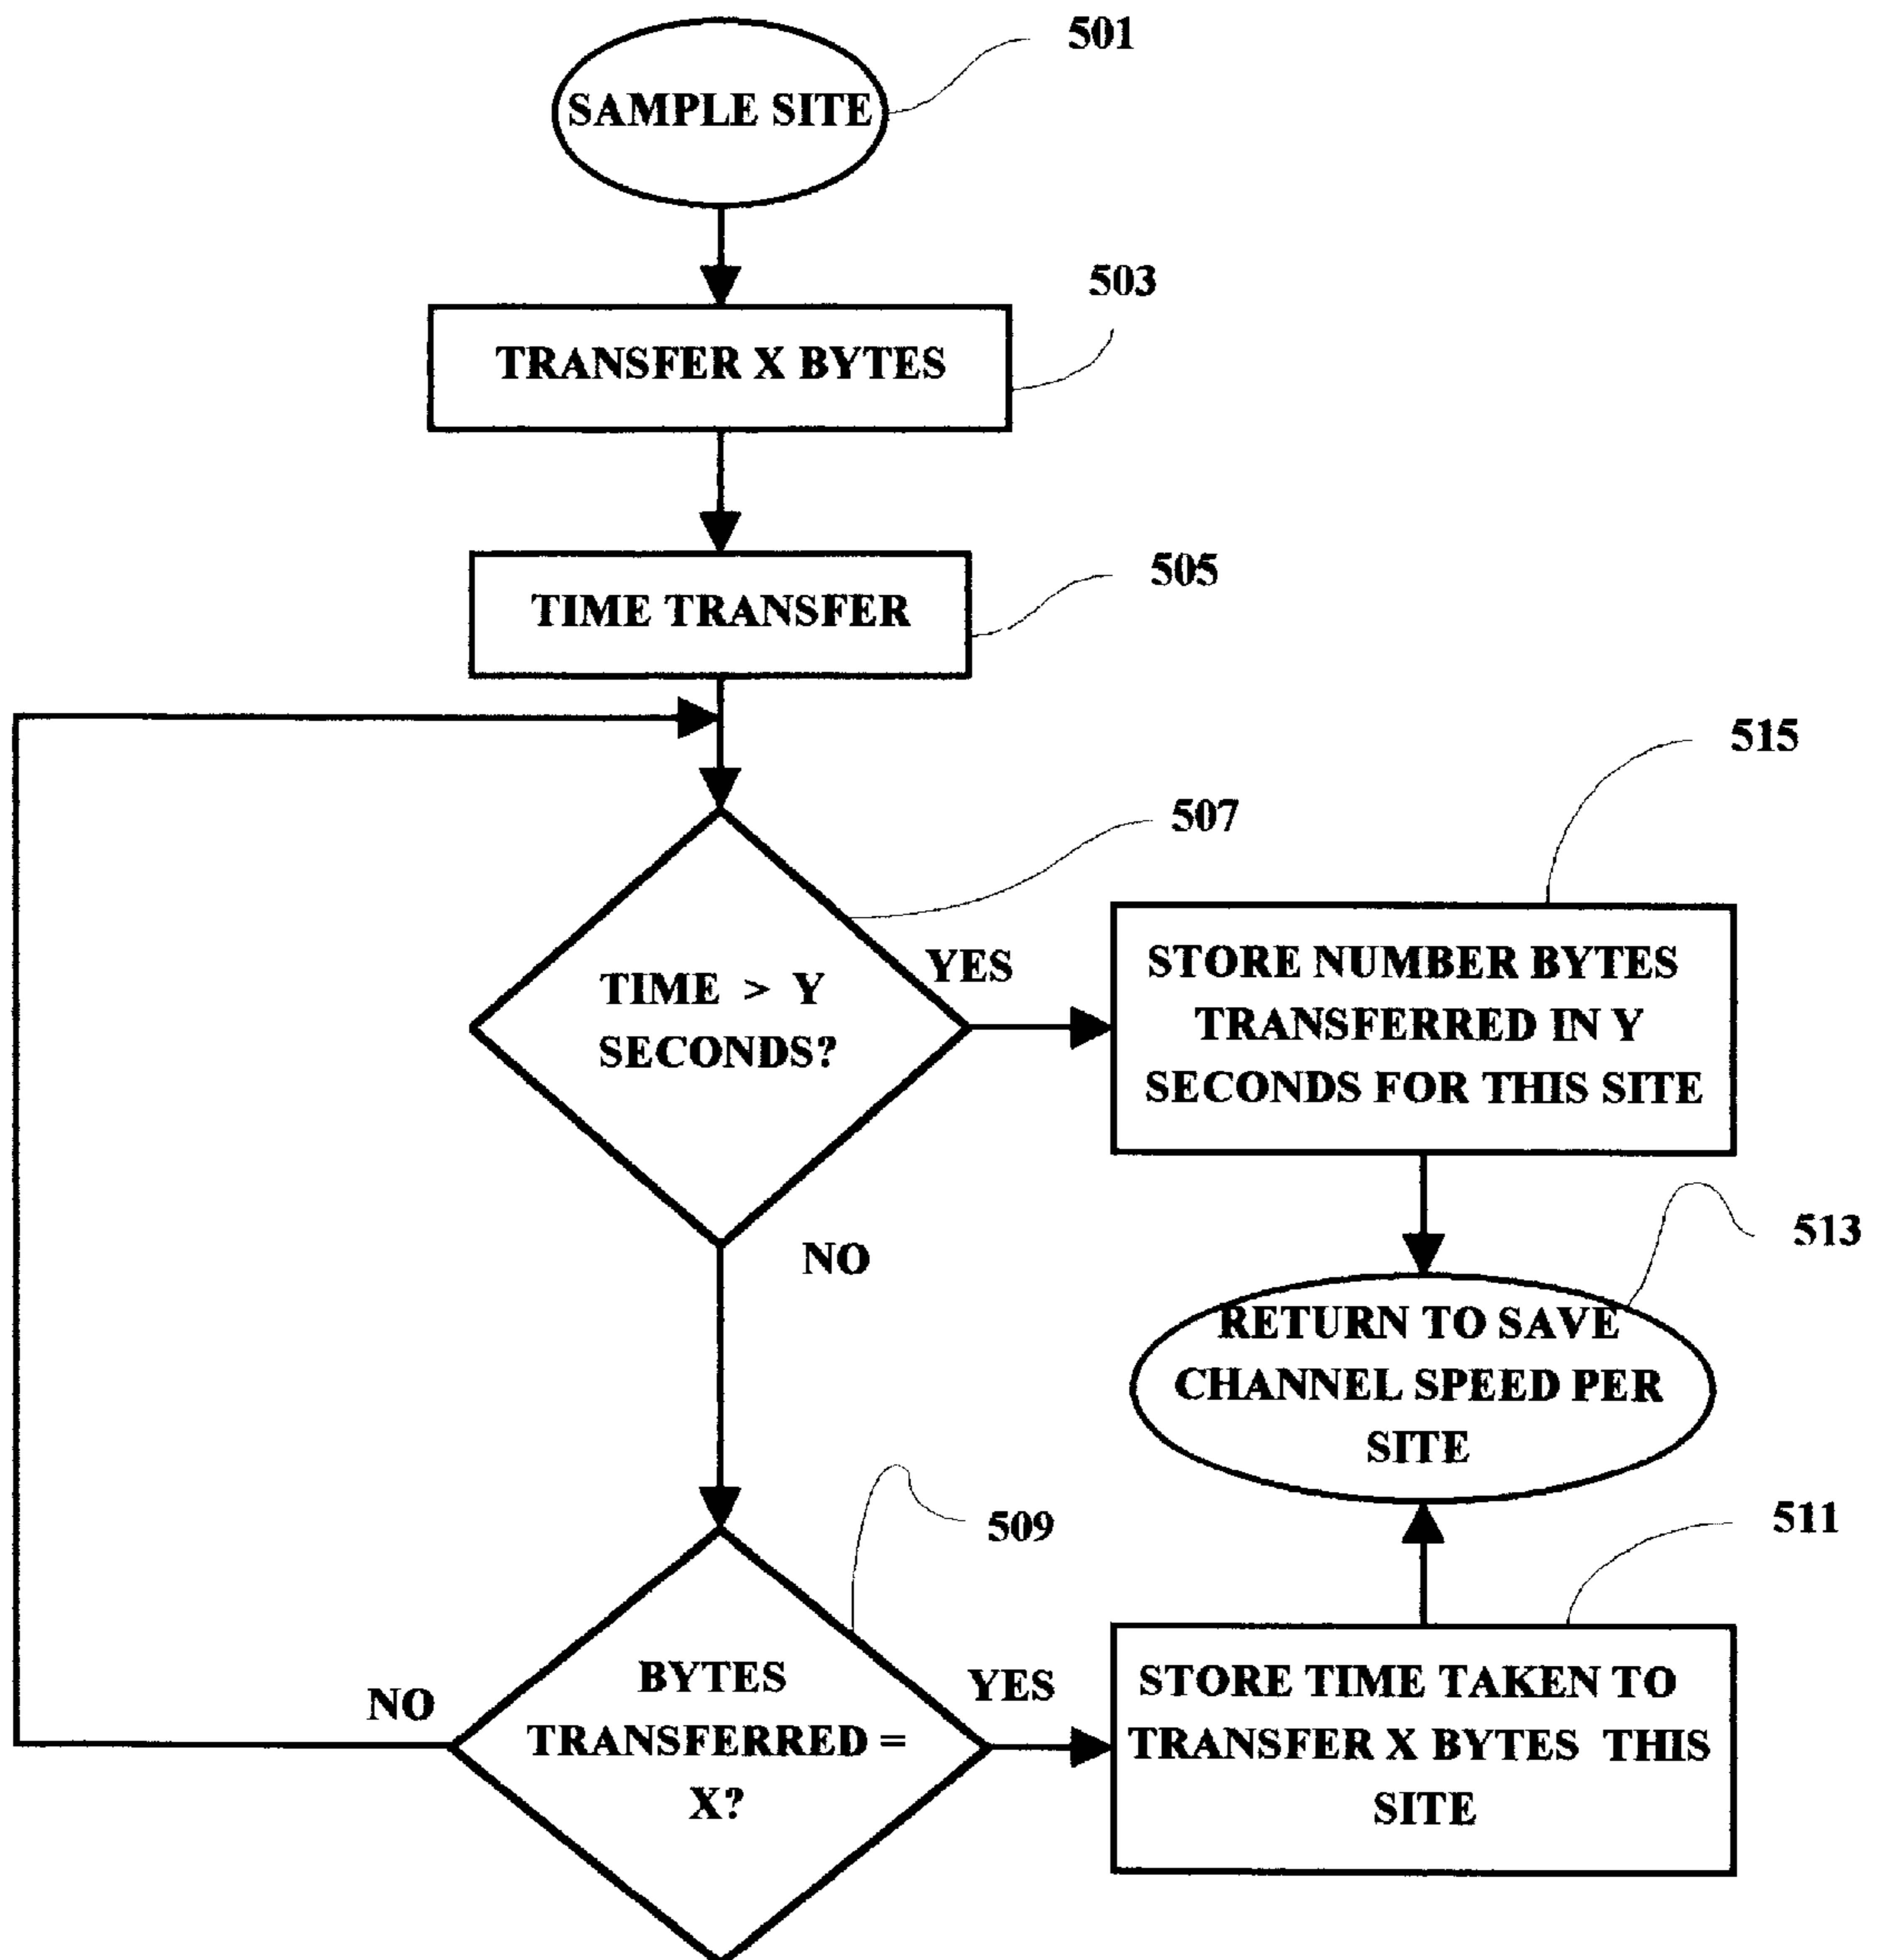 501
SAMPLE SITE
503
TRANSFER X BYTES
505
TIME TRANSFER
515
507
TIME > Y
SECONDS?
YES
STORE NUMBER BYTES
TRANSFERRED IN Y
SECONDS FOR THIS SITE
NO
513
RETURN TO SAVE
CHANNEL SPEED PER
SITE
509
511
BYTES
TRANSFERRED =
X?
NO
YES
STORE TIME TAKEN TO
TRANSFER X BYTES THIS
SITE